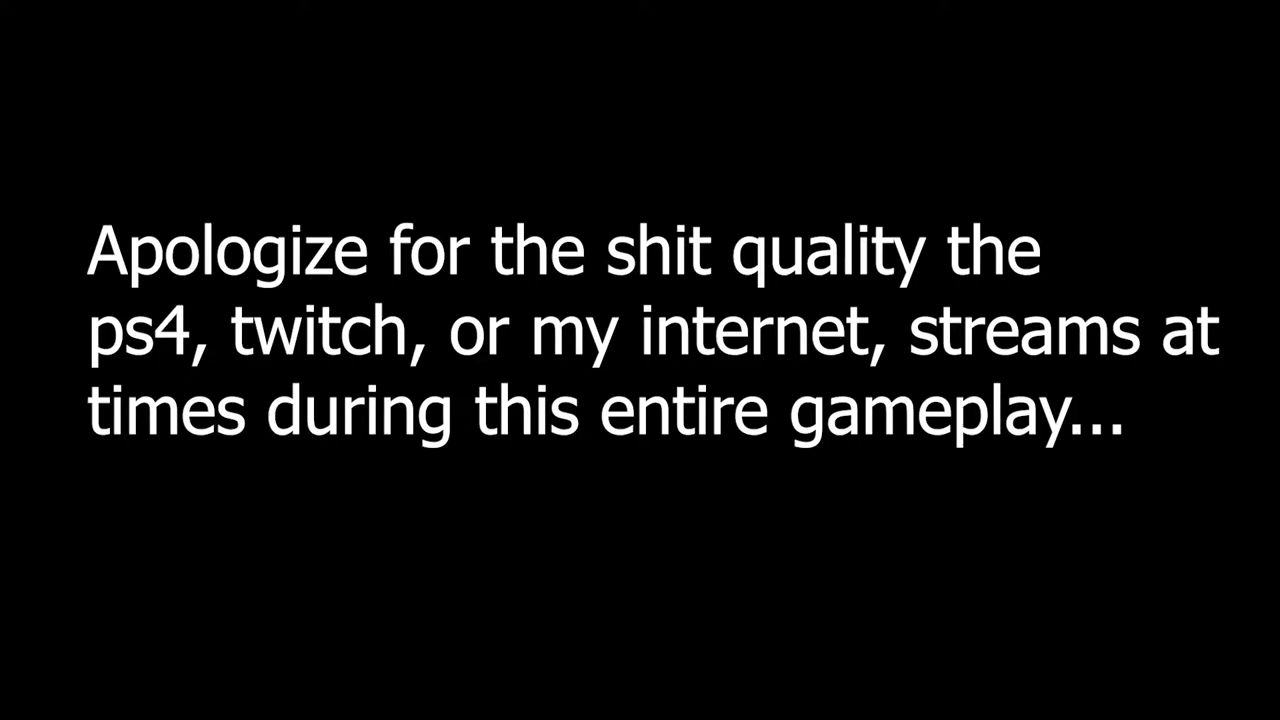 Apologize for the shit quality the
ps4, twitch, or my internet, streams at
times during this entire gameplay...